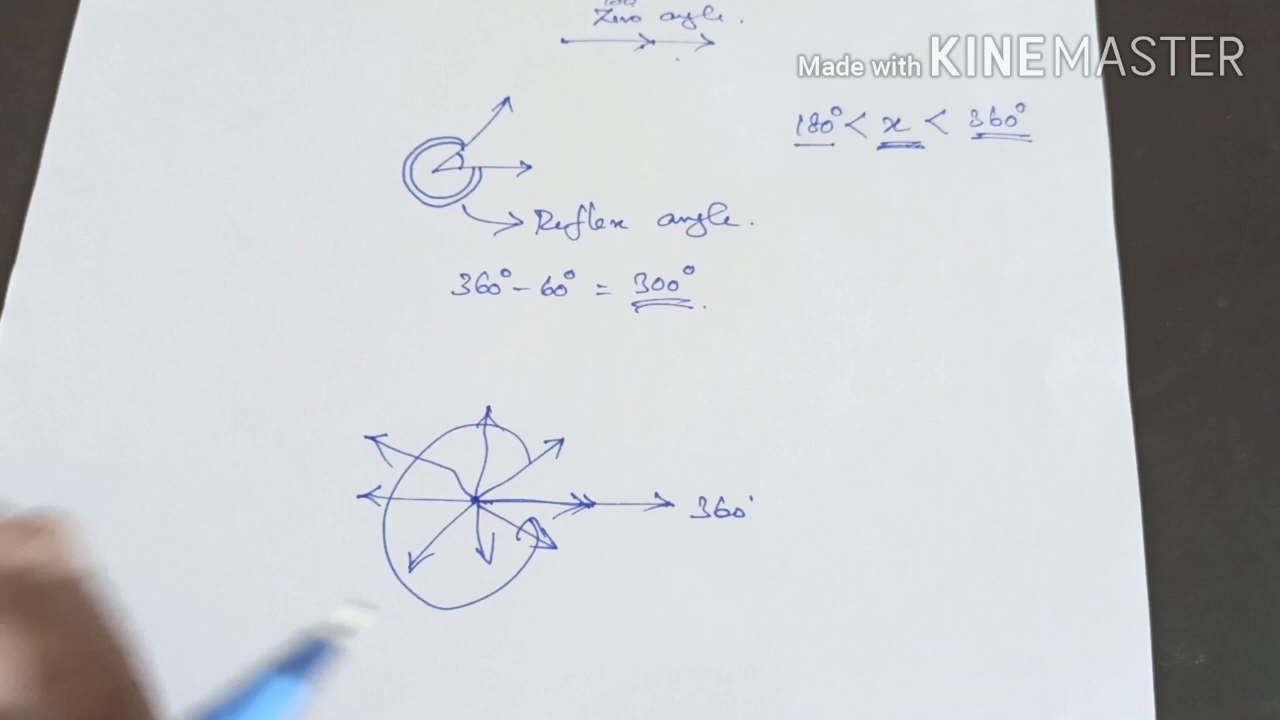 Zero angle.
Made with KINEMASTER
180° < x < 360°
Reflex angle.
360° - 60° = 300°.
360°